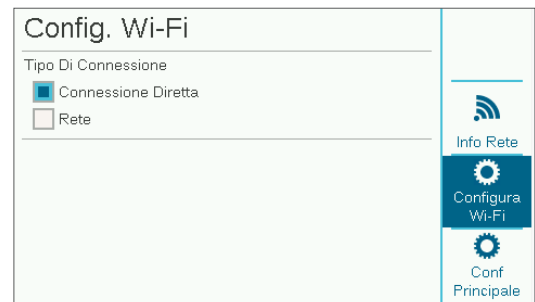 Config. Wi-Fi
Tipo Di Connessione
Connessione Diretta
Rete
Info Rete
Configura
Wi-Fi
Conf
Principale